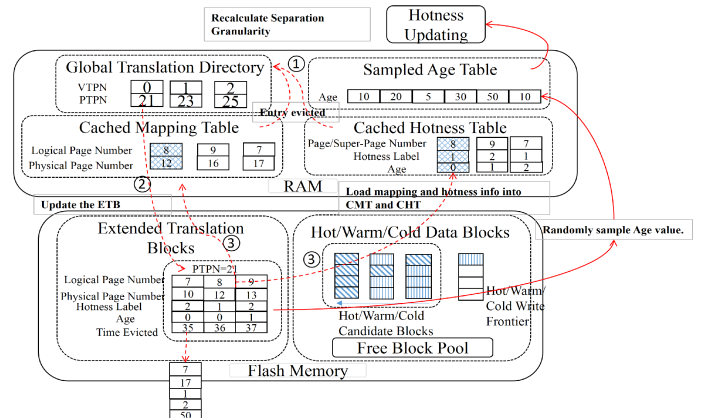 Recalculate Separation
Granularity
Hotness
Updating
①
Global Translation Directory
VTPN 0 1 2
PTPN 21 23 25
Sampled Age Table
Age 10 20 5 30 50 10
Entry evicted
Cached Mapping Table
Logical Page Number 8 9 7
Physical Page Number 12 16 17
Cached Hotness Table
Page/Super-Page Number 8 9 7
Hotness Label 1 2 1
Age 0 1 2
②
RAM
Update the ETB
Load mapping and hotness info into
CMT and CHT
Randomly sample Age value.
Extended Translation
Blocks
③
PTPN=21
Logical Page Number 7 8 9
Physical Page Number 10 12 13
Hotness Label 2 1 2
Age 0 0 1
Time Evicted 35 36 37
Hot/Warm/Cold Data Blocks
③
Hot/Warm/Cold
Candidate Blocks
Hot/Warm/
Cold Write
Frontier
Free Block Pool
Flash Memory
7
17
1
2
50